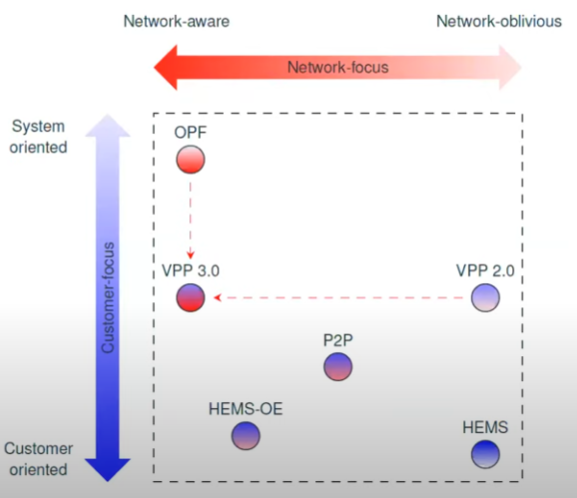 Network-aware
Network-oblivious
Network-focus
System
oriented
OPF
Customer-focus
VPP 3.0
VPP 2.0
P2P
HEMS-OE
HEMS
Customer
oriented